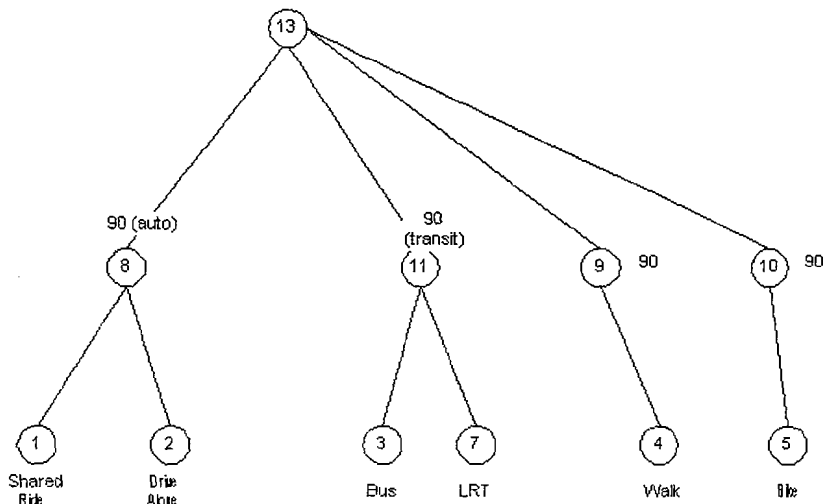 13
90 (auto)
90
(transit)
8
11
9
90
10
90
1
2
3
7
4
5
Shared
Ride
Drive
Alone
Bus
LRT
Walk
Bike